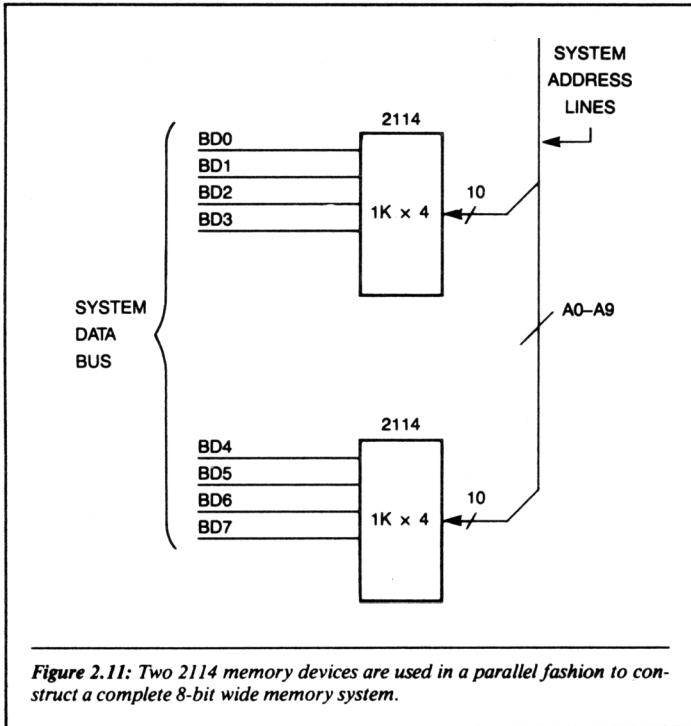 SYSTEM
ADDRESS
LINES
2114
BD0
BD1
BD2
BD3
1K × 4
10
SYSTEM
DATA
BUS
A0–A9
2114
BD4
BD5
BD6
BD7
1K × 4
10
Figure 2.11: Two 2114 memory devices are used in a parallel fashion to con-
struct a complete 8-bit wide memory system.